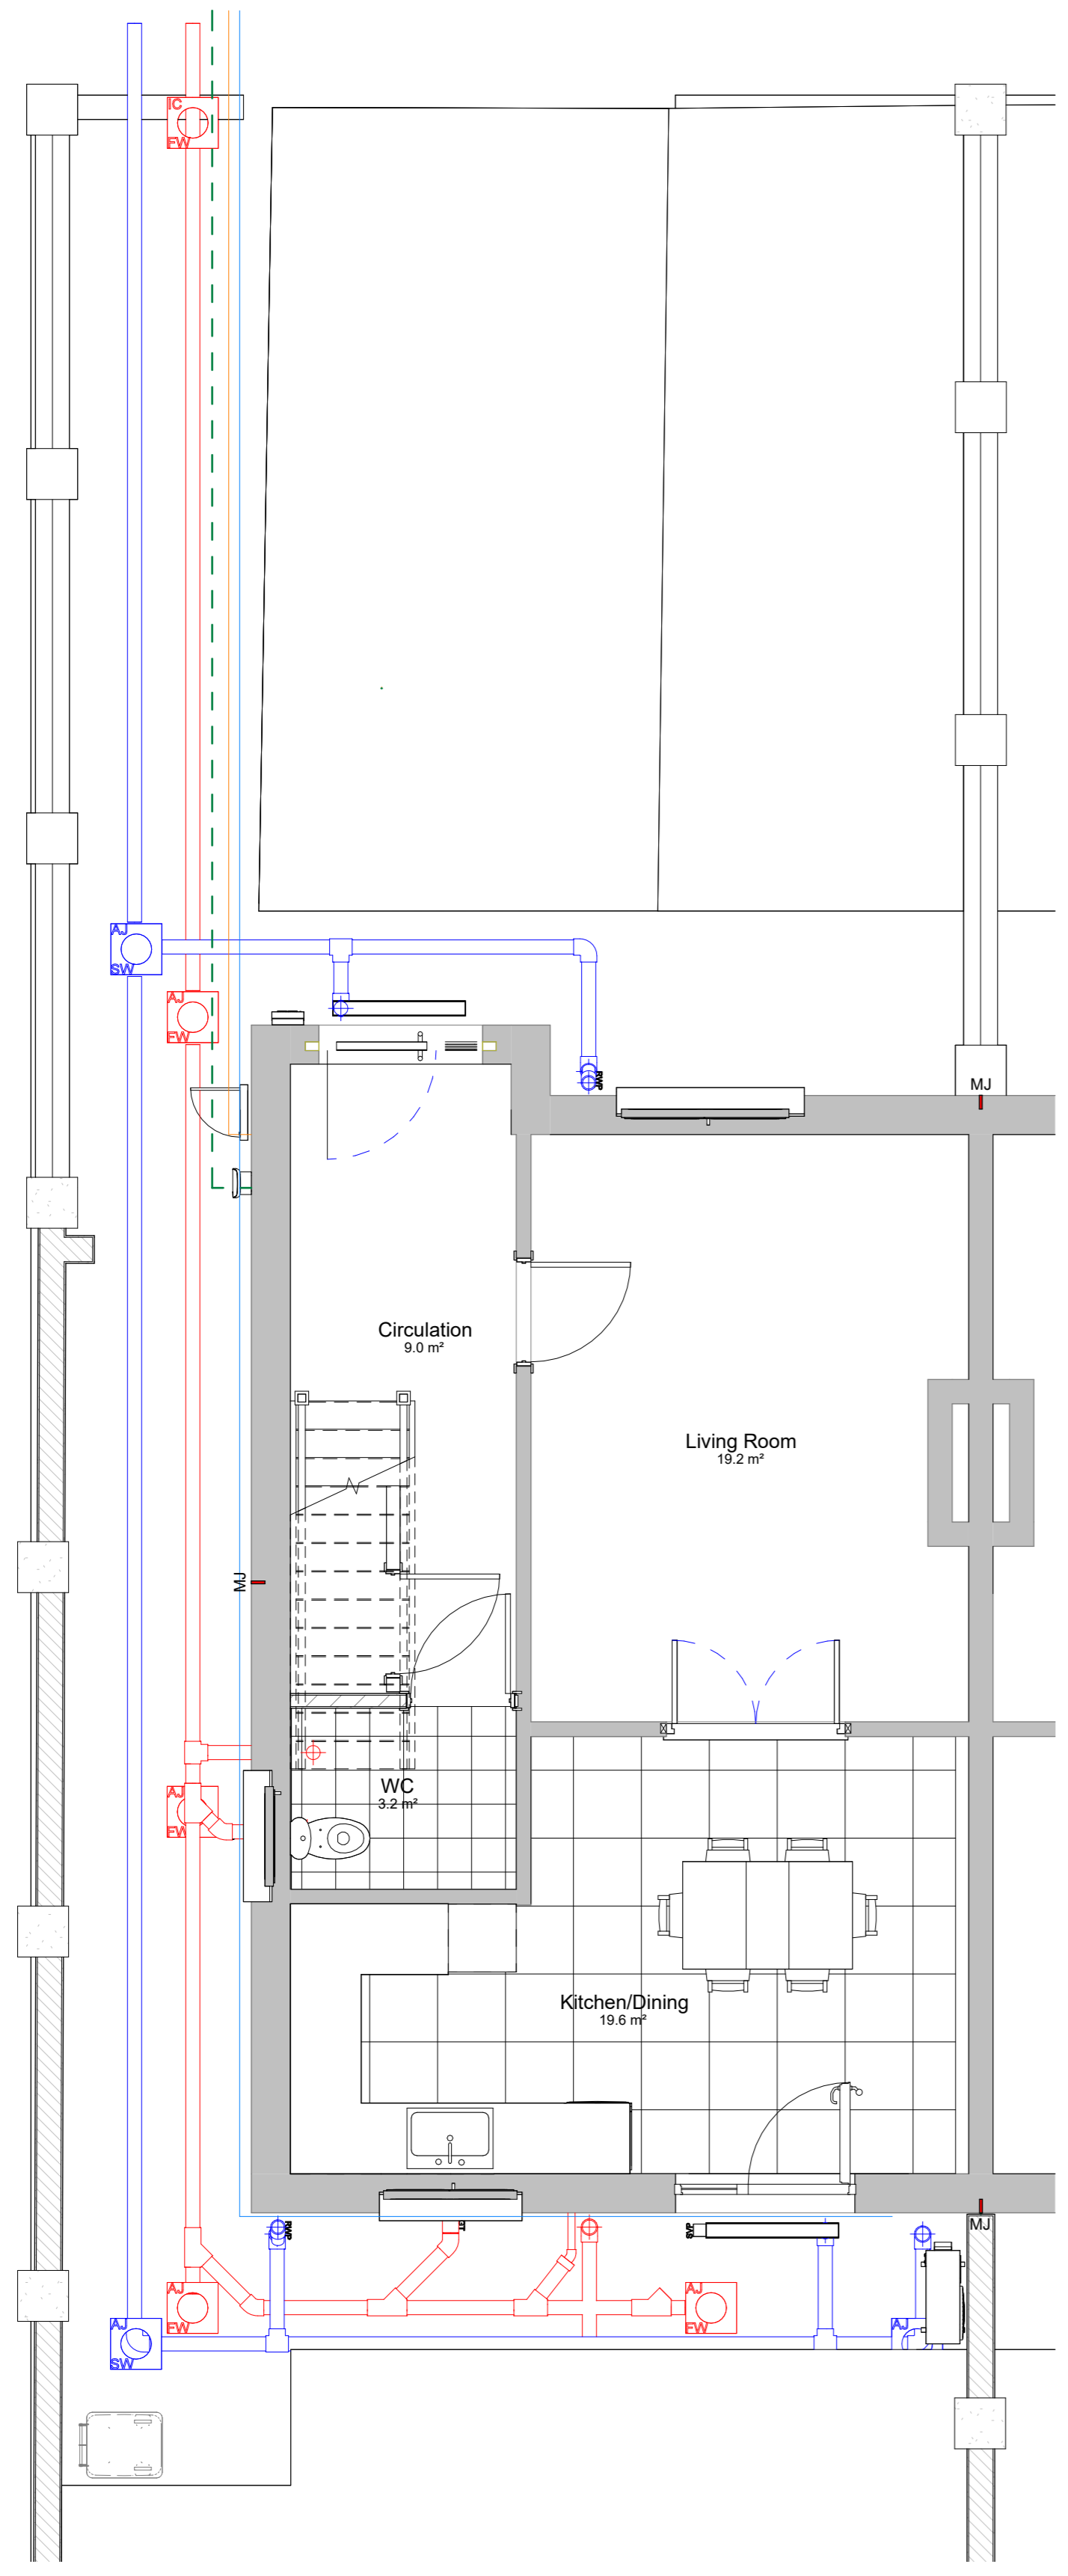 IC
FW
AJ
SW
AJ
FW
RWP
MJ
Circulation
9.0 m²
Living Room
19.2 m²
MJ
AJ
FW
WC
3.2 m²
Kitchen/Dining
19.6 m²
RWP
MJ
AJ
FW
AJ
FW
AJ
SW
AJ